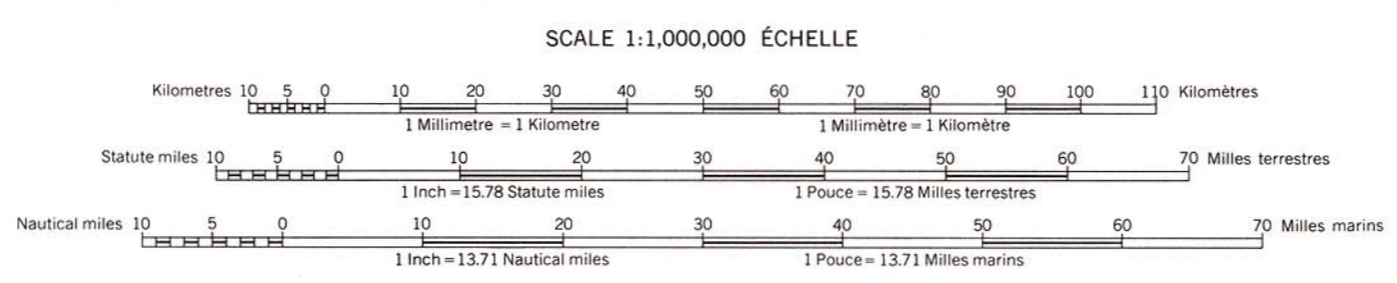 SCALE 1:1,000,000 ÉCHELLE
Kilometres 10 5 0 10 20 30 40 50 60 70 80 90 100 110 Kilomètres
1 Millimetre = 1 Kilometre 1 Millimètre = 1 Kilomètre
Statute miles 10 5 0 10 20 30 40 50 60 70 Milles terrestres
1 Inch = 15.78 Statute miles 1 Pouce = 15.78 Milles terrestres
Nautical miles 10 5 0 10 20 30 40 50 60 70 Milles marins
1 Inch = 13.71 Nautical miles 1 Pouce = 13.71 Milles marins